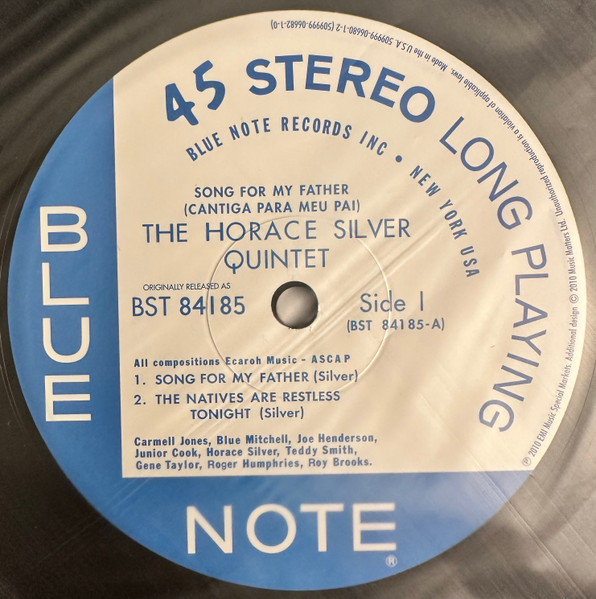 45 STEREO LONG PLAYING
BLUE NOTE RECORDS INC • NEW YORK USA
SONG FOR MY FATHER
(CANTIGA PARA MEU PAI)
THE HORACE SILVER
QUINTET
ORIGINALLY RELEASED AS
BST 84185
Side 1
(BST 84185-A)
All compositions Ecaroh Music - ASCAP
1. SONG FOR MY FATHER (Silver)
2. THE NATIVES ARE RESTLESS
TONIGHT (Silver)
Carmell Jones, Blue Mitchell, Joe Henderson,
Junior Cook, Horace Silver, Teddy Smith,
Gene Taylor, Roger Humphries, Roy Brooks.
BLUE
NOTE®
℗ 2010 EMI Music Special Markets. Additional design © 2010 Music Matters Ltd. Unauthorized reproduction is a violation of applicable laws. Made in the U.S.A. 509999-06680-1-2 (509999-06682-1-0)